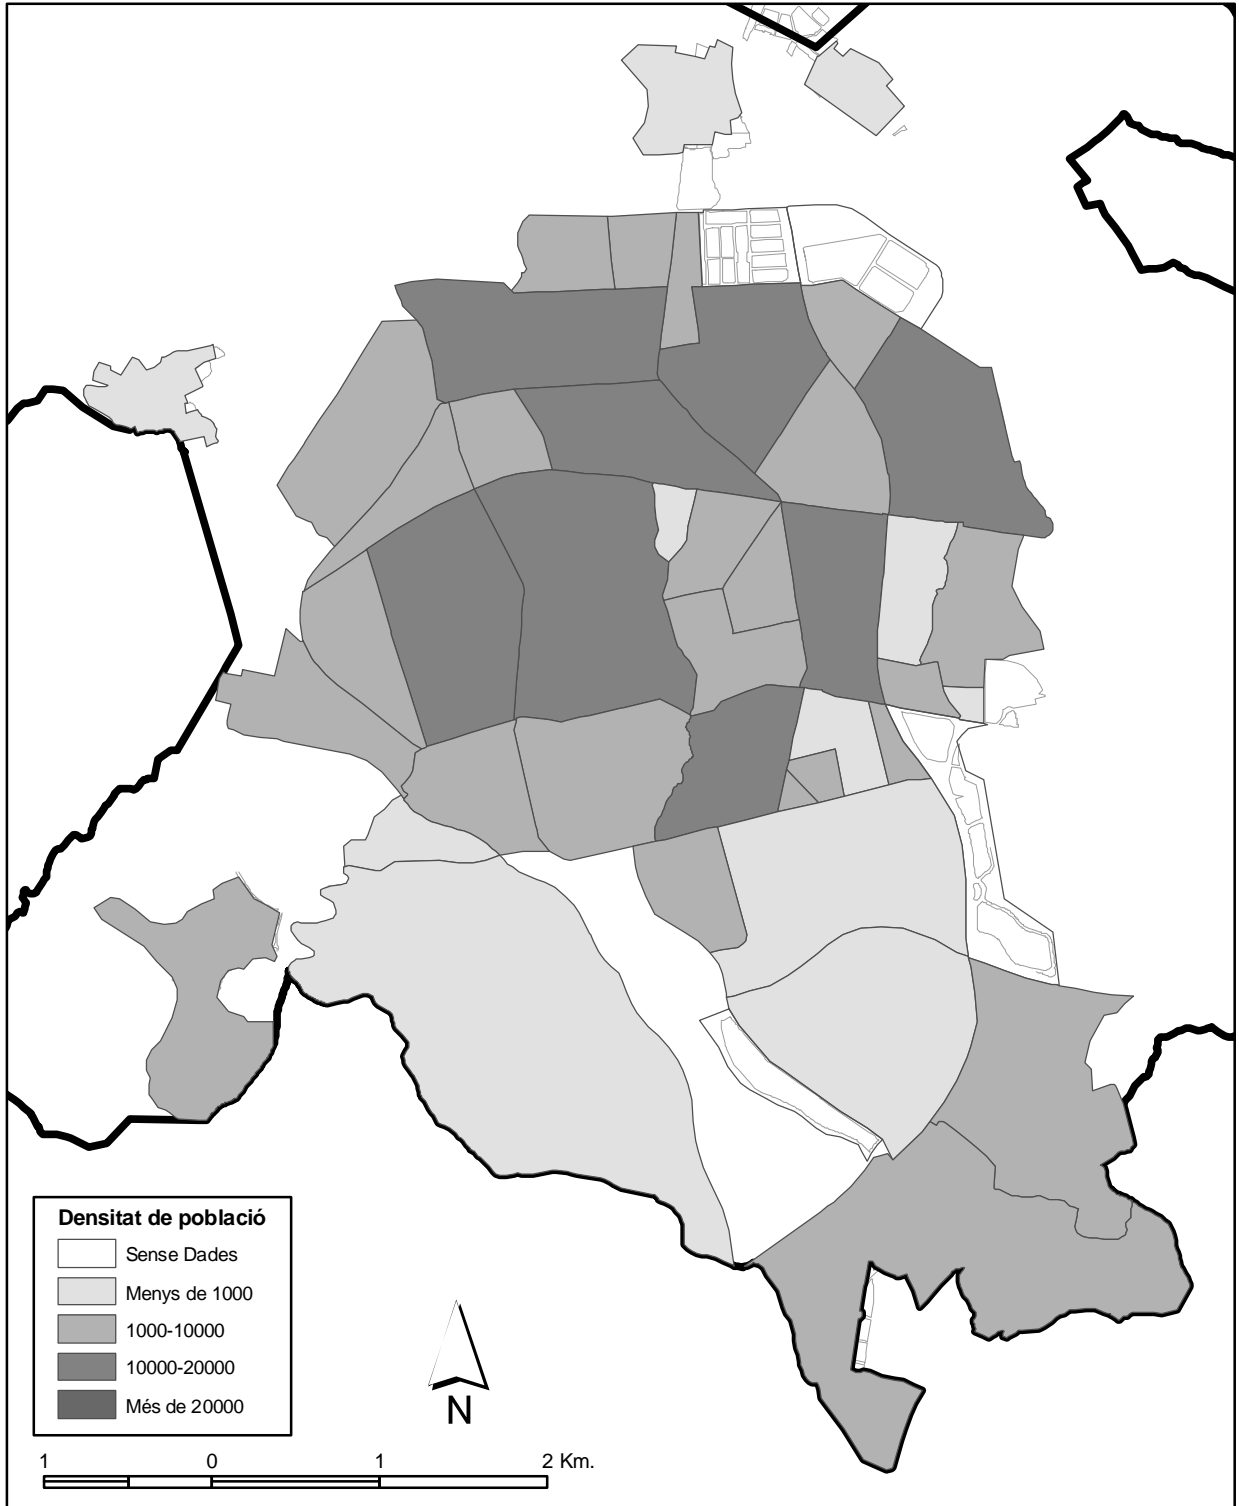 Densitat de població
Sense Dades
Menys de 1000
1000-10000
10000-20000
Més de 20000
N
1 0 1 2 Km.